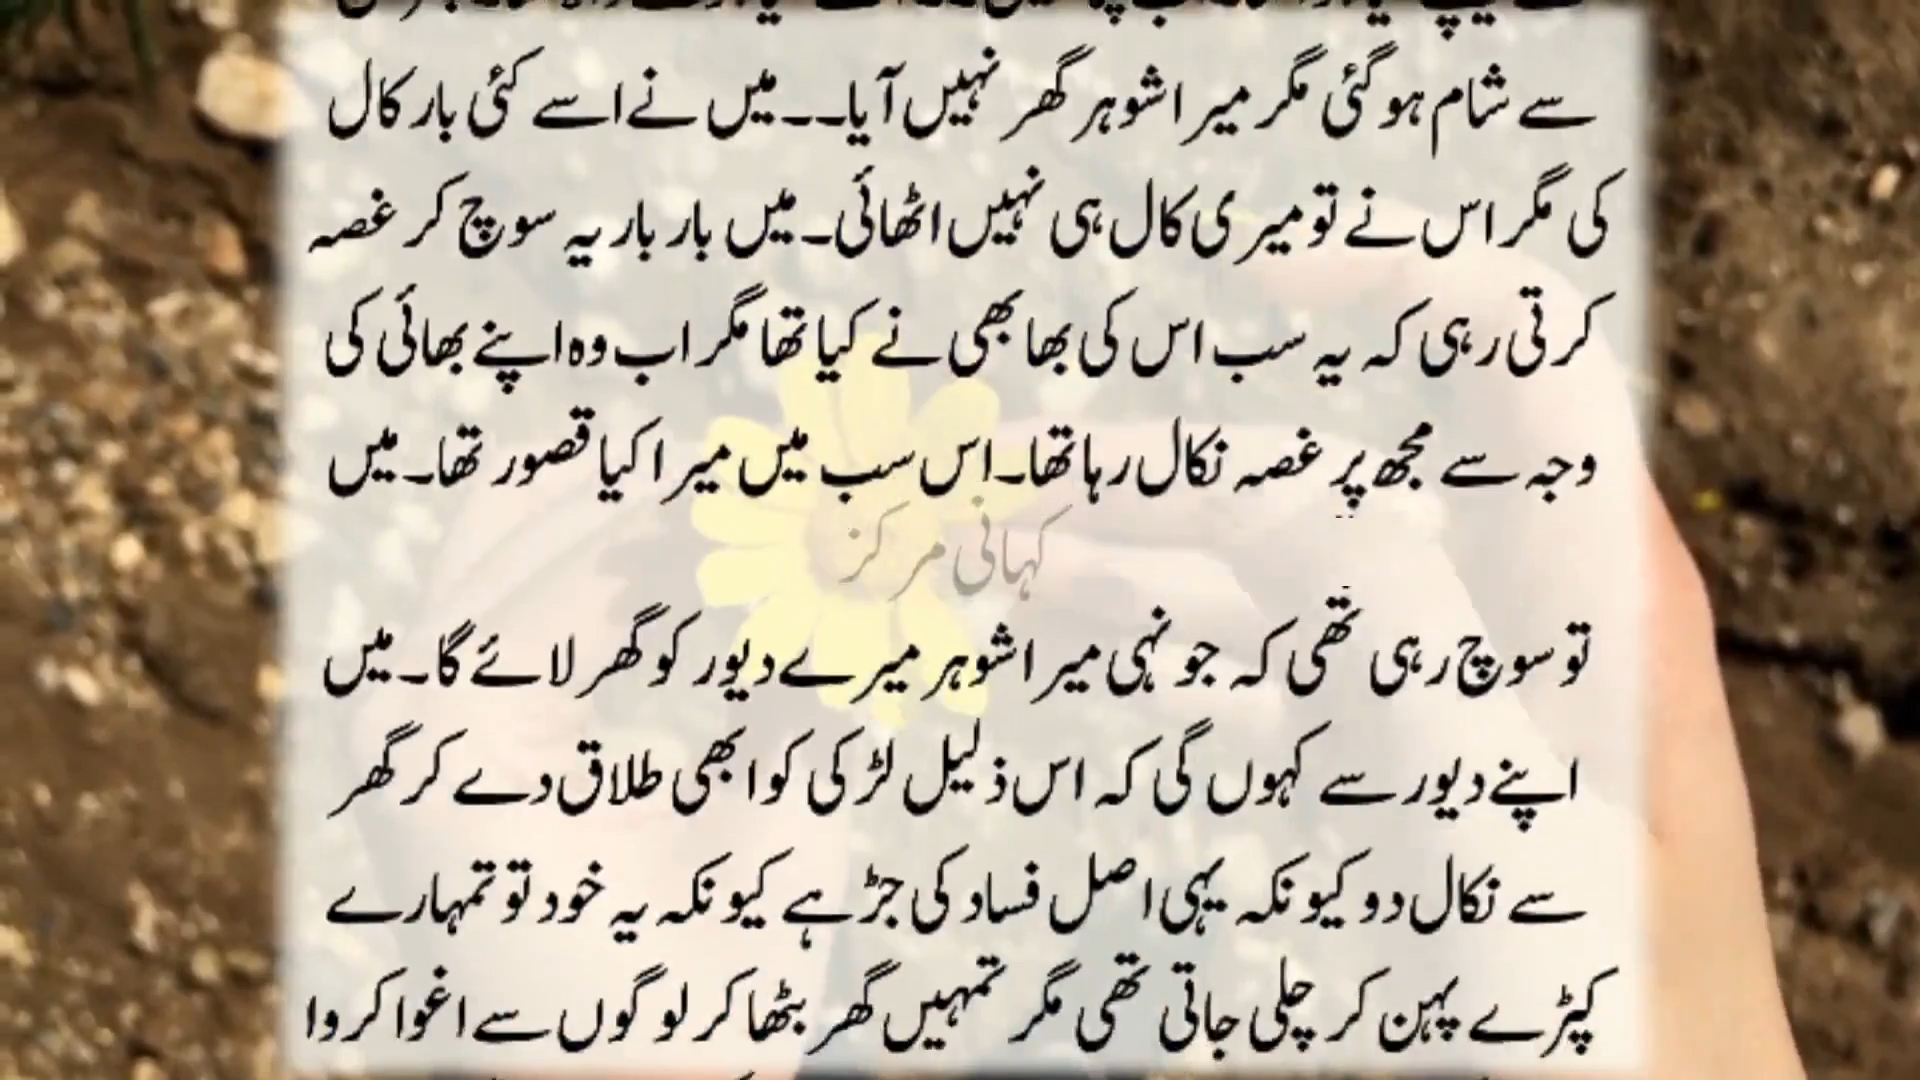 سے شام ہو گئی مگر میرا شوہر گھر نہیں آیا۔۔میں نے اسے کئی بار کال
کی مگر اس نے تو میری کال ہی نہیں اٹھائی۔میں بار بار یہ سوچ کر غصہ
کرتی رہی کہ یہ سب اس کی بھابھی نے کیا تھا مگر اب وہ اپنے بھائی کی
وجہ سے مجھ پر غصہ نکال رہا تھا۔اس سب میں میرا کیا قصور تھا۔میں
کہانی مرکز
تو سوچ رہی تھی کہ جونہی میرا شوہر میرے دیور کو گھر لائے گا۔میں
اپنے دیور سے کہوں گی کہ اس ذلیل لڑکی کو ابھی طلاق دے کر گھر
سے نکال دو کیونکہ یہی اصل فساد کی جڑ ہے کیونکہ یہ خود تو تمہارے
کپڑے پہن کر چلی جاتی تھی مگر تمہیں گھر بٹھا کر لوگوں سے اغوا کروا